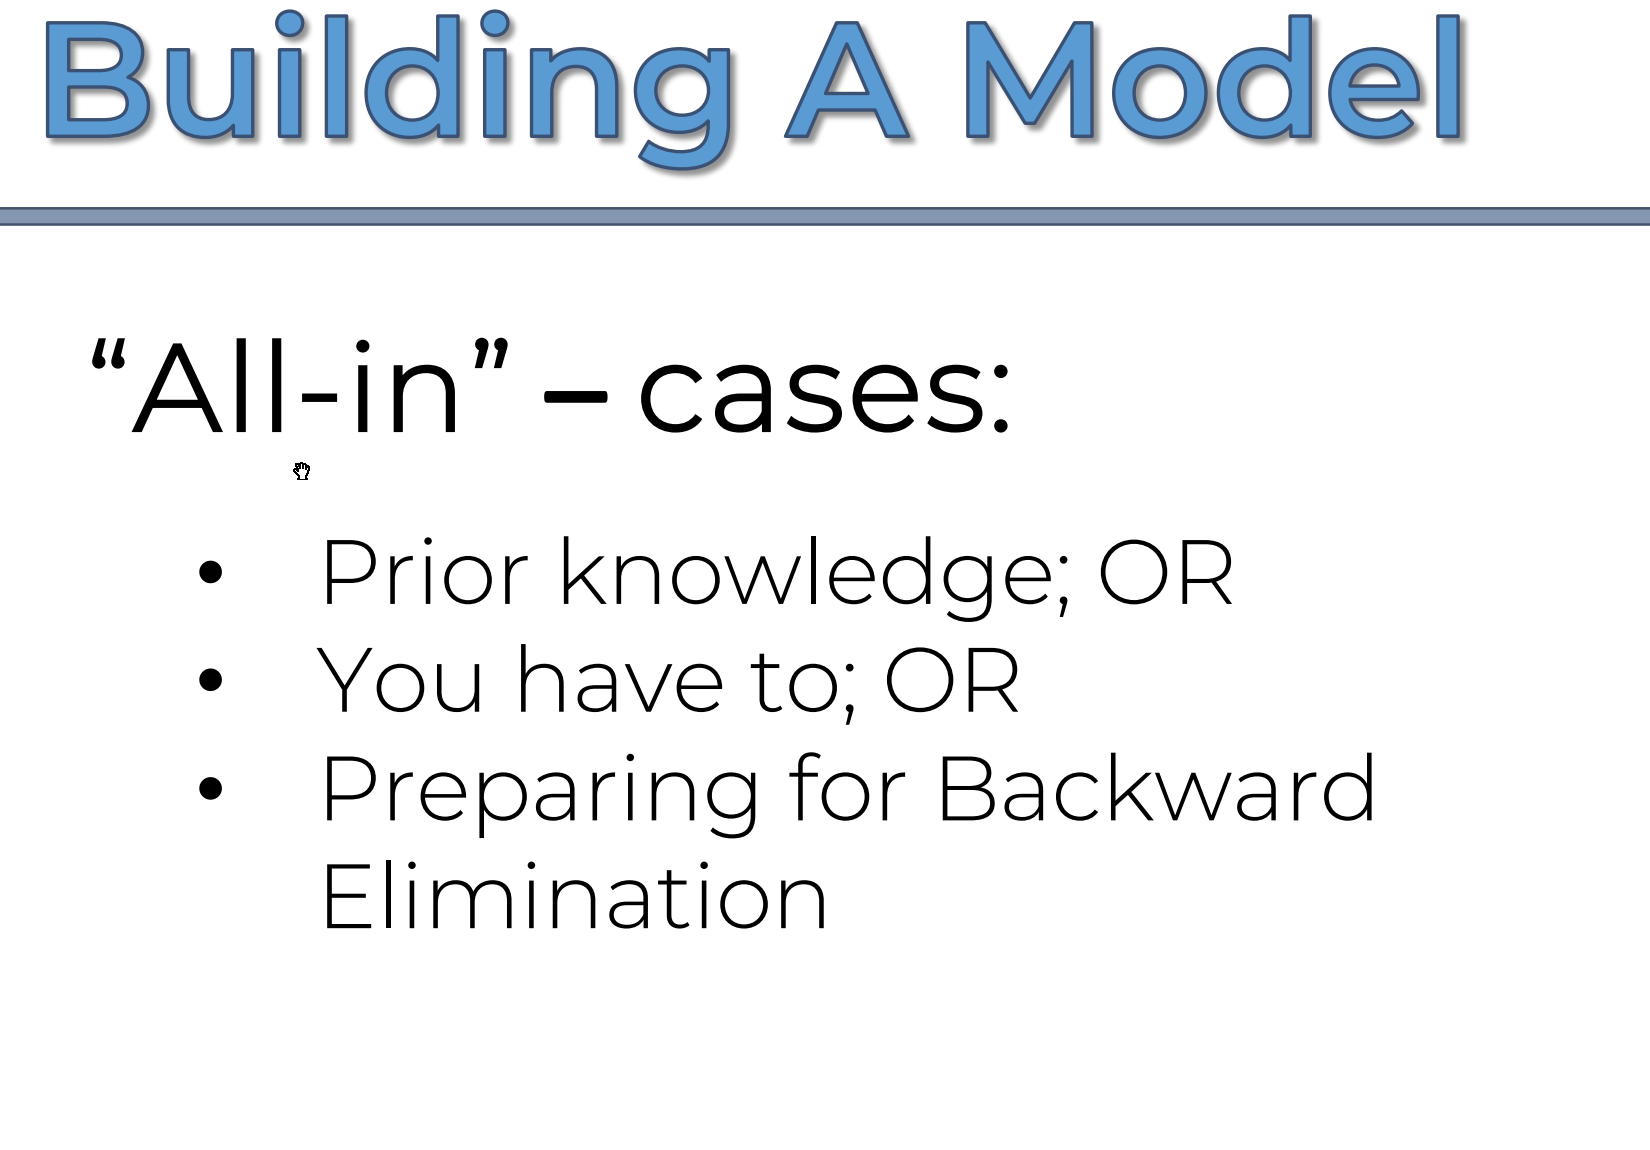 Building A Model
“All-in” – cases:
• Prior knowledge; OR
• You have to; OR
• Preparing for Backward
Elimination